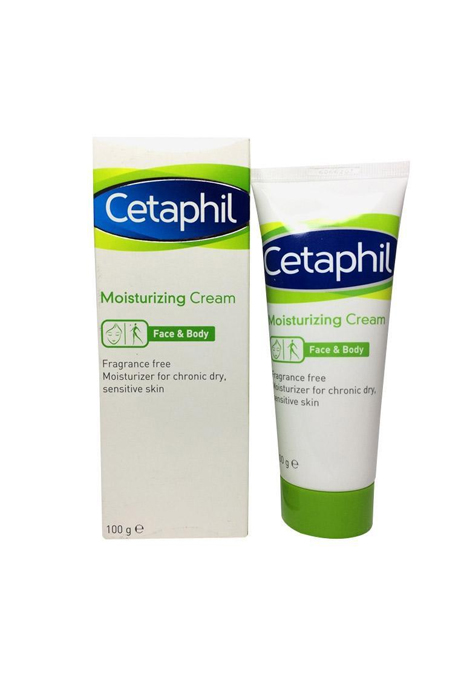 Cetaphil
Moisturizing Cream
Face & Body
Fragrance free
Moisturizer for chronic dry,
sensitive skin
100 g ℮
Cetaphil
Moisturizing Cream
Face & Body
Fragrance free
Moisturizer for chronic dry,
sensitive skin
g ℮